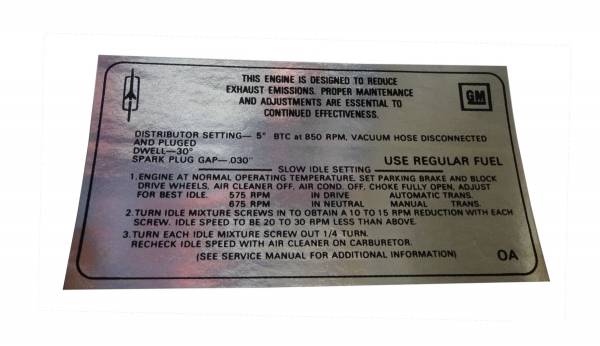 THIS ENGINE IS DESIGNED TO REDUCE
EXHAUST EMISSIONS. PROPER MAINTENANCE
AND ADJUSTMENTS ARE ESSENTIAL TO
CONTINUED EFFECTIVENESS.
GM
DISTRIBUTOR SETTING— 5° BTC at 850 RPM, VACUUM HOSE DISCONNECTED
AND PLUGED
DWELL—30°
SPARK PLUG GAP—.030" USE REGULAR FUEL
SLOW IDLE SETTING
1. ENGINE AT NORMAL OPERATING TEMPERATURE, SET PARKING BRAKE AND BLOCK
DRIVE WHEELS, AIR CLEANER OFF, AIR COND. OFF, CHOKE FULLY OPEN, ADJUST
FOR BEST IDLE. 575 RPM IN DRIVE AUTOMATIC TRANS.
675 RPM IN NEUTRAL MANUAL TRANS.
2. TURN IDLE MIXTURE SCREWS IN TO OBTAIN A 10 TO 15 RPM REDUCTION WITH EACH
SCREW. IDLE SPEED TO BE 20 TO 30 RPM LESS THAN ABOVE.
3. TURN EACH IDLE MIXTURE SCREW OUT 1/4 TURN.
RECHECK IDLE SPEED WITH AIR CLEANER ON CARBURETOR.
(SEE SERVICE MANUAL FOR ADDITIONAL INFORMATION) OA